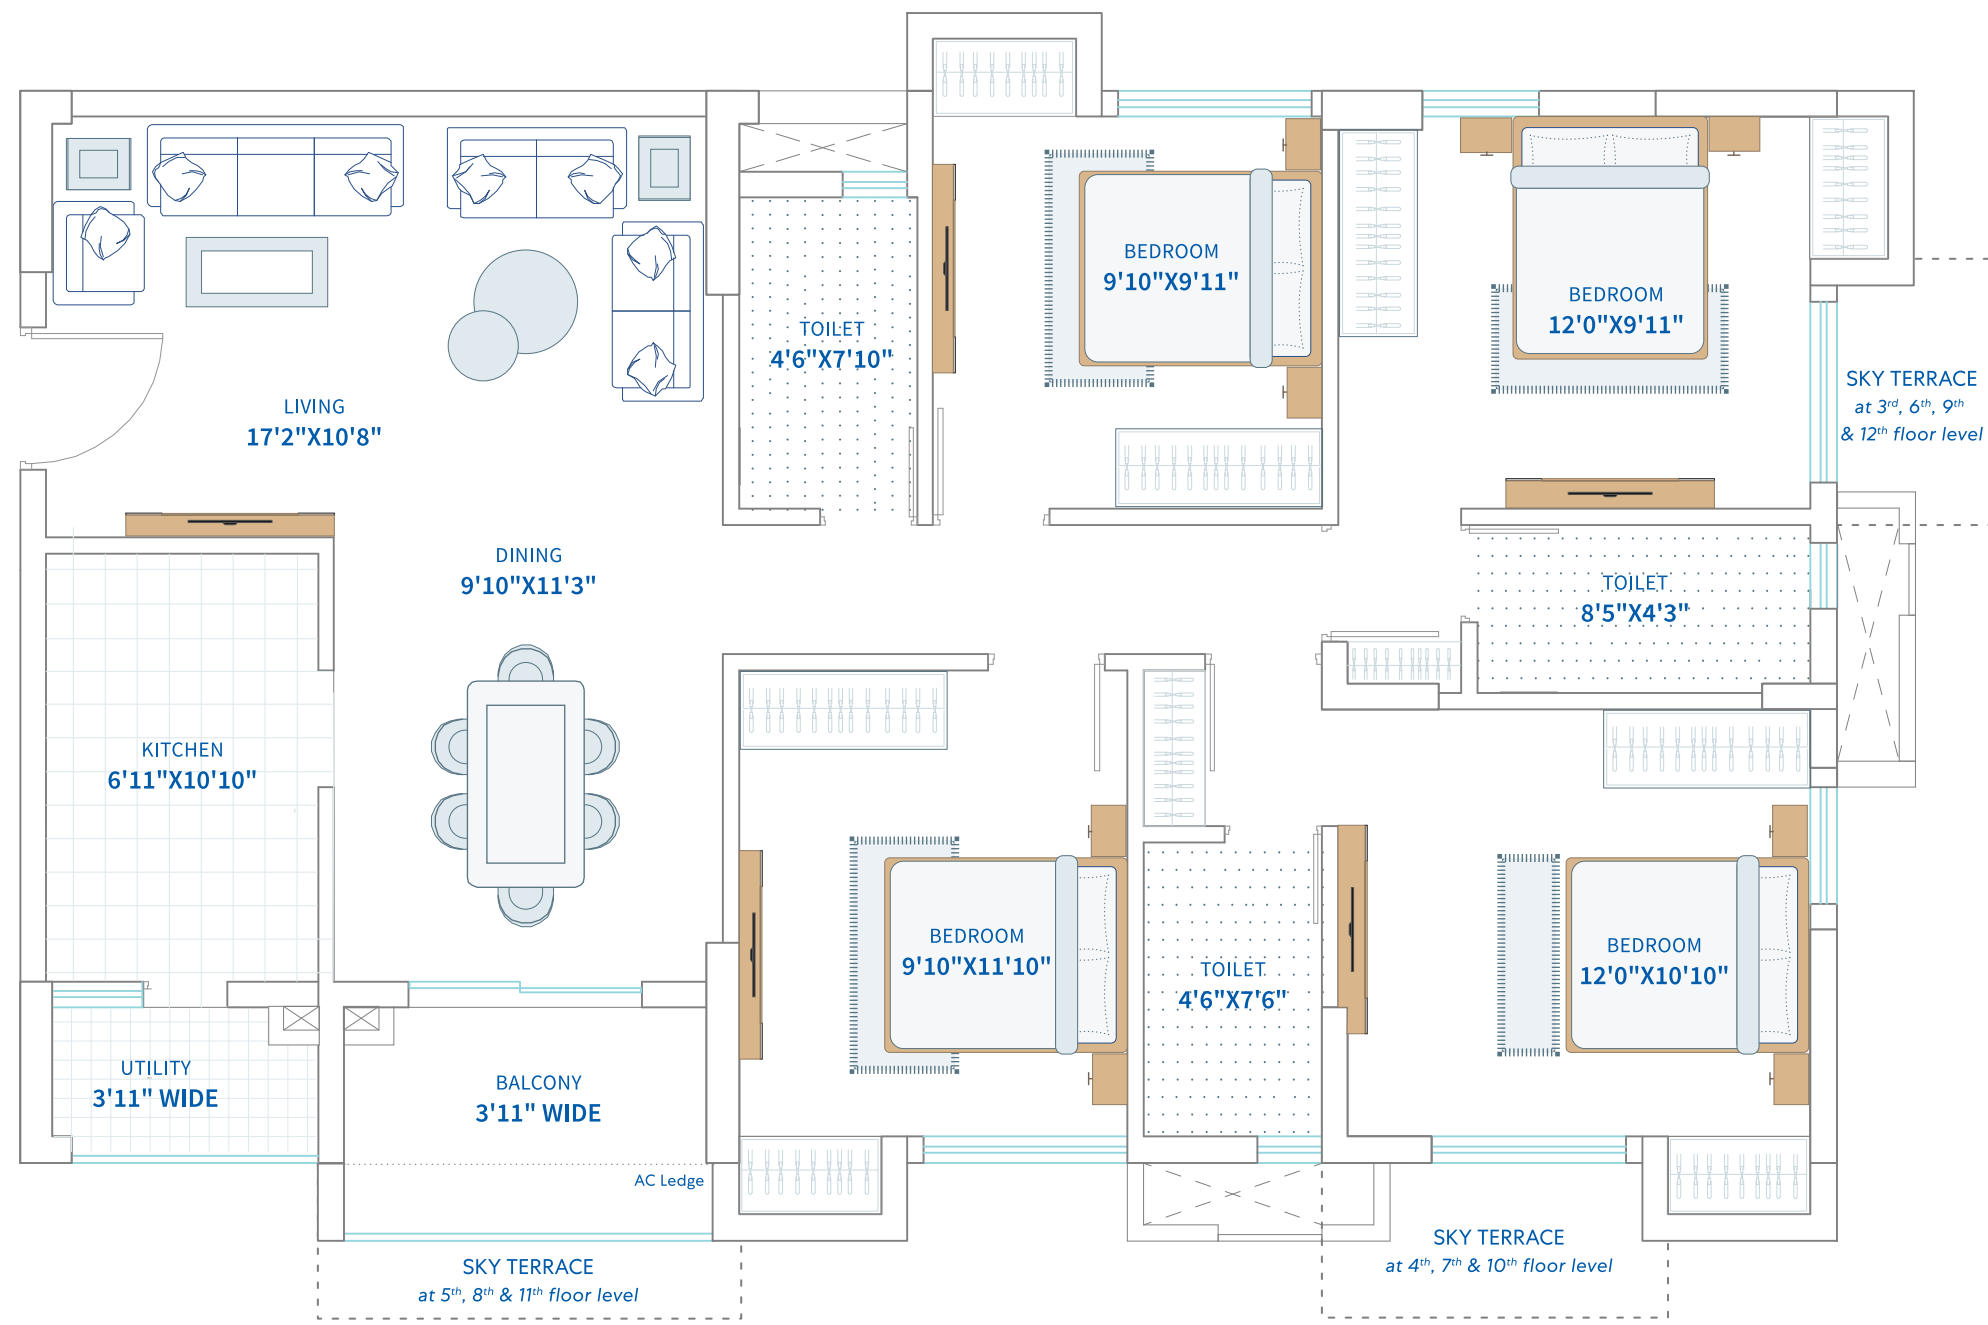 BEDROOM
9'10"X9'11"
BEDROOM
12'0"X9'11"
TOILET
4'6"X7'10"
SKY TERRACE
at 3rd, 6th, 9th
& 12th floor level
LIVING
17'2"X10'8"
DINING
9'10"X11'3"
TOILET
8'5"X4'3"
KITCHEN
6'11"X10'10"
BEDROOM
9'10"X11'10"
TOILET
4'6"X7'6"
BEDROOM
12'0"X10'10"
UTILITY
3'11" WIDE
BALCONY
3'11" WIDE
AC Ledge
SKY TERRACE
at 5th, 8th & 11th floor level
SKY TERRACE
at 4th, 7th & 10th floor level